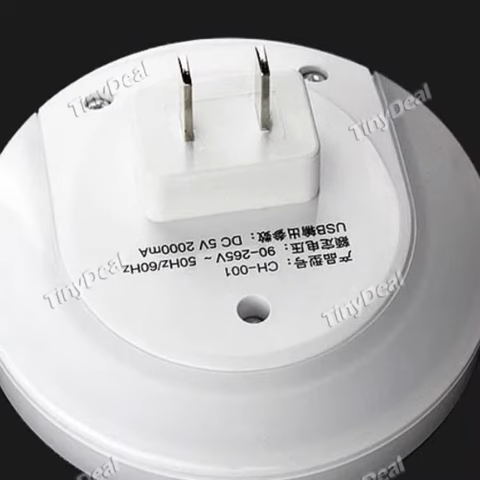 产品型号：CH-001
额定电压：90-265V ~ 50Hz/60Hz
USB输出参数：DC 5V 2000mA
TinyDeal
TinyDeal
TinyDeal
TinyDeal
TinyDeal
TinyDeal